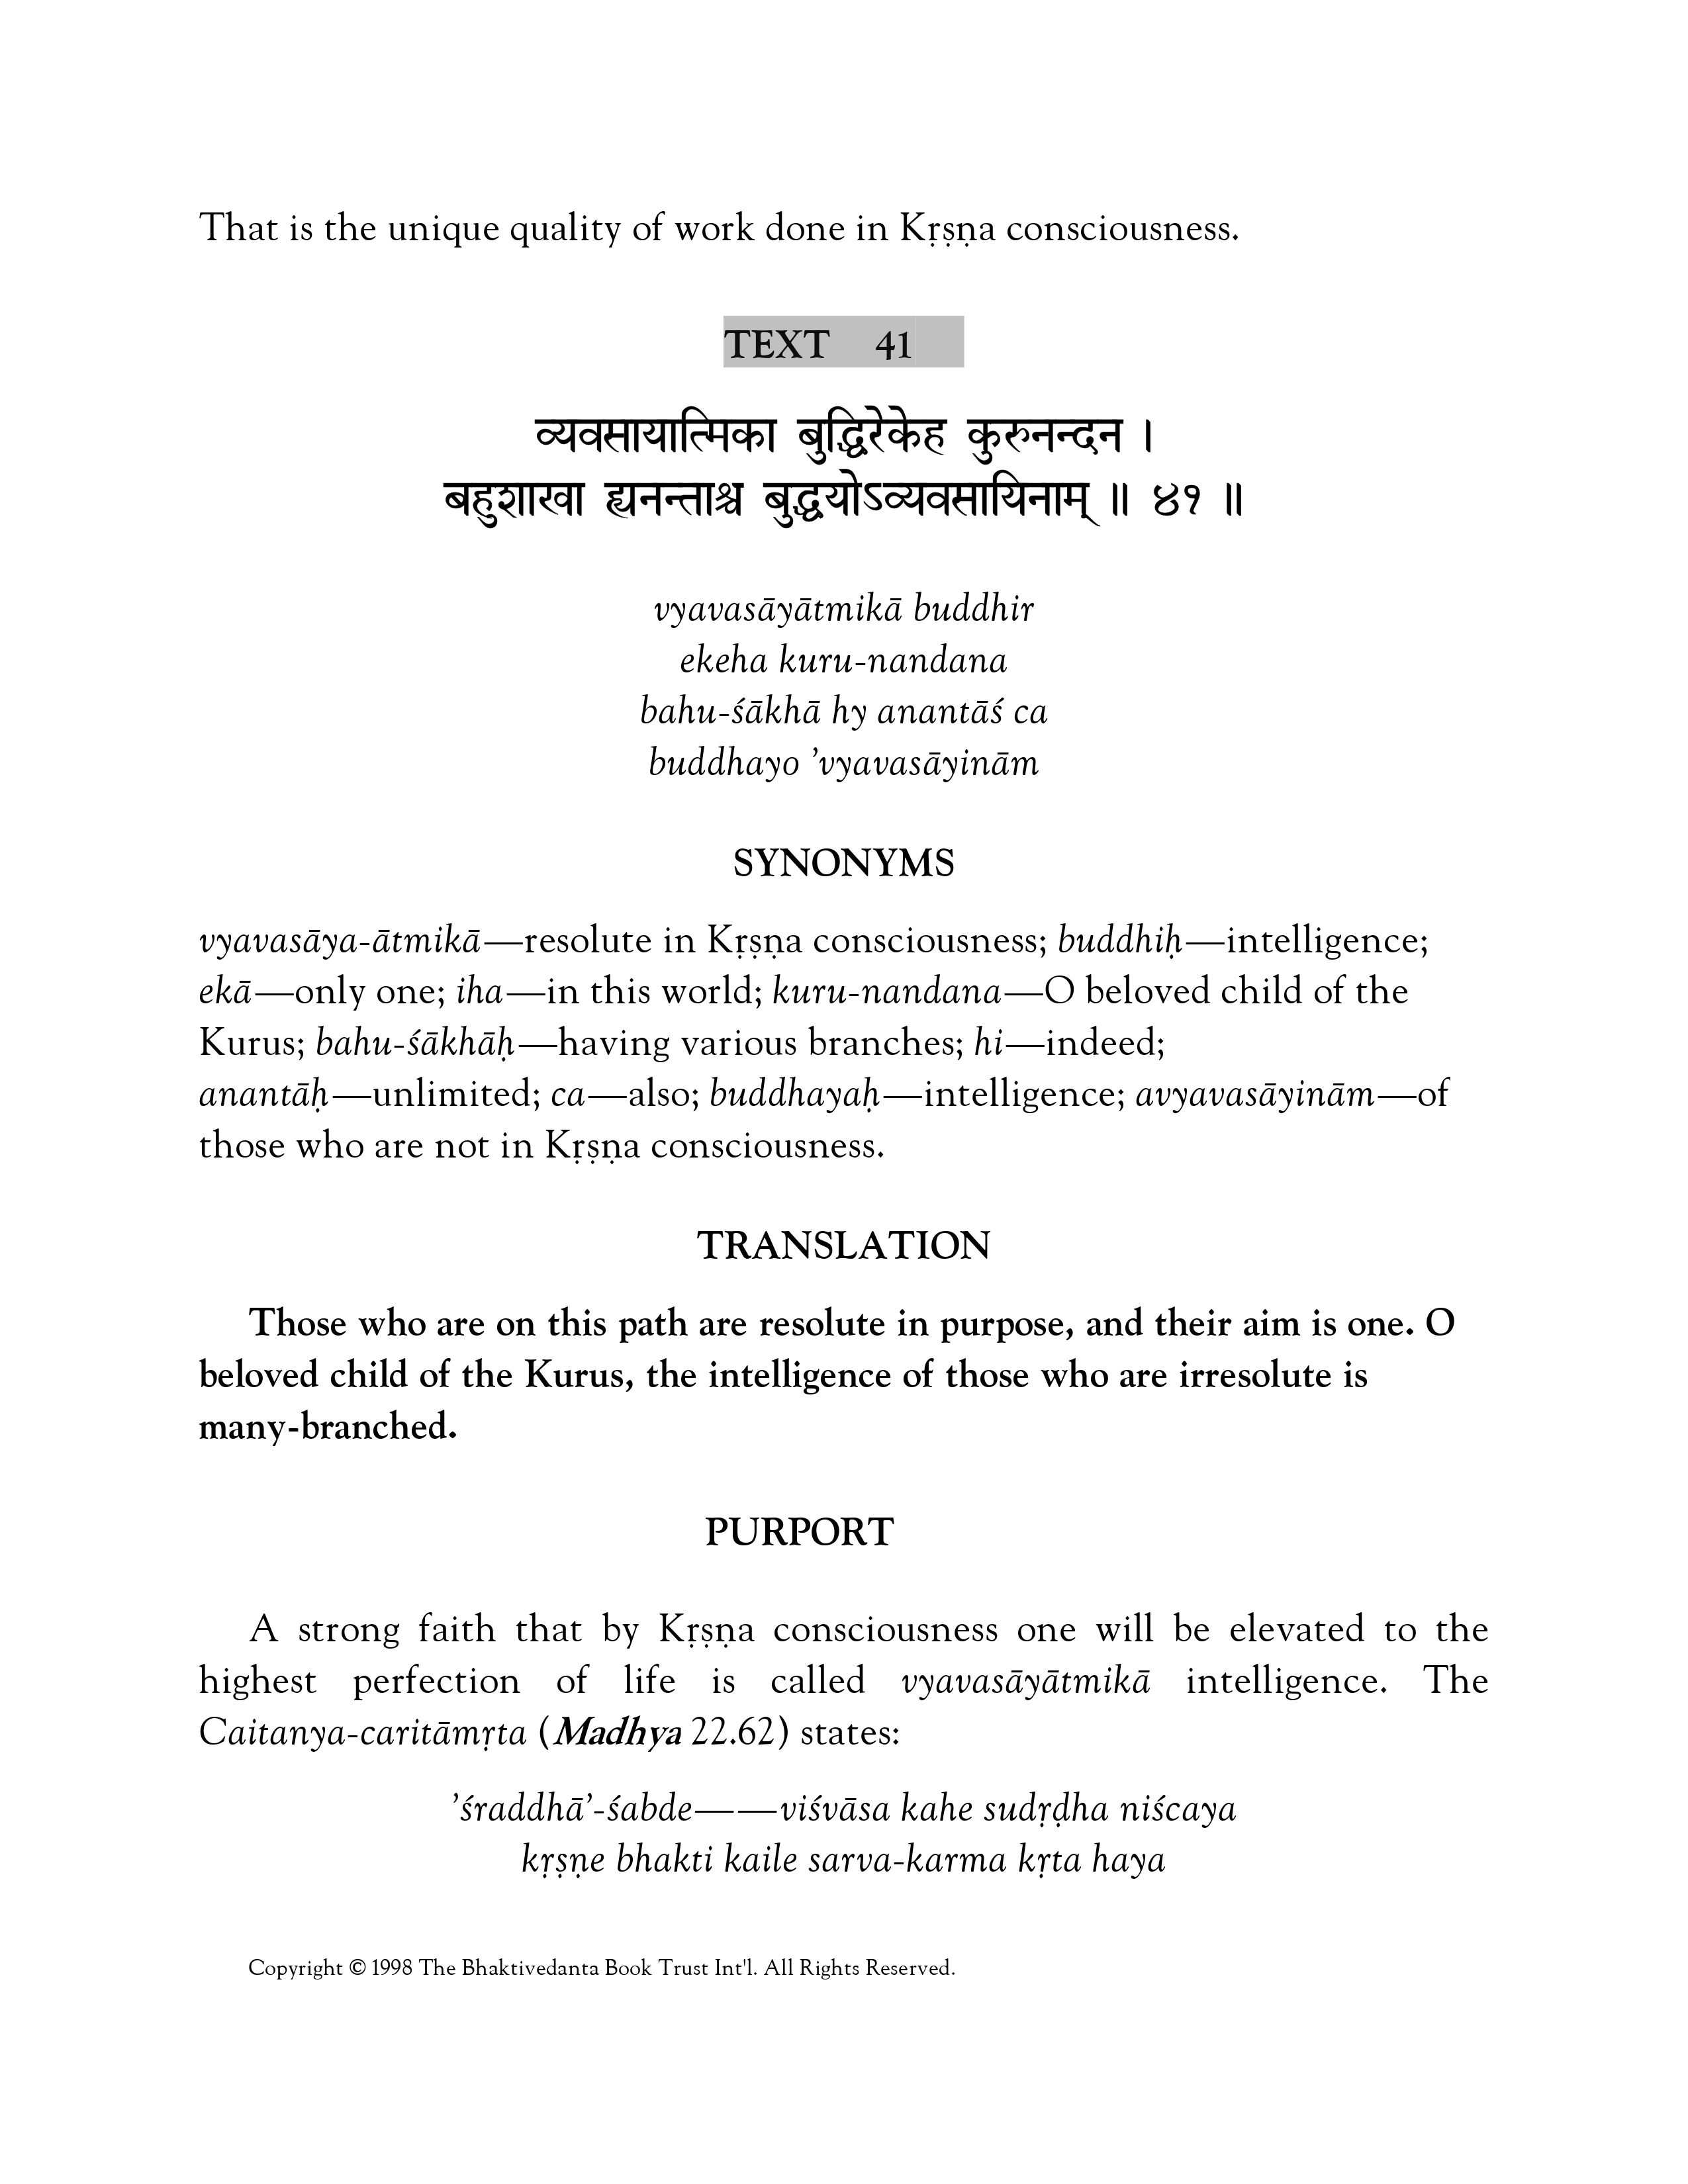 That is the unique quality of work done in Kṛṣṇa consciousness.
TEXT 41
व्यवसायात्मिका बुद्धिरेकेह कुरुनन्दन ।
बहुशाखा ह्यनन्ताश्च बुद्धयोऽव्यवसायिनाम् ॥ ४१ ॥
vyavasāyātmikā buddhir
ekeha kuru-nandana
bahu-śākhā hy anantāś ca
buddhayo ’vyavasāyinām
SYNONYMS
vyavasāya-ātmikā—resolute in Kṛṣṇa consciousness; buddhiḥ—intelligence;
ekā—only one; iha—in this world; kuru-nandana—O beloved child of the
Kurus; bahu-śākhāḥ—having various branches; hi—indeed;
anantāḥ—unlimited; ca—also; buddhayaḥ—intelligence; avyavasāyinām—of
those who are not in Kṛṣṇa consciousness.
TRANSLATION
Those who are on this path are resolute in purpose, and their aim is one. O
beloved child of the Kurus, the intelligence of those who are irresolute is
many-branched.
PURPORT
A strong faith that by Kṛṣṇa consciousness one will be elevated to the
highest perfection of life is called vyavasāyātmikā intelligence. The
Caitanya-caritāmṛta (Madhya 22.62) states:
’śraddhā’-śabde——viśvāsa kahe sudṛḍha niścaya
kṛṣṇe bhakti kaile sarva-karma kṛta haya
Copyright © 1998 The Bhaktivedanta Book Trust Int'l. All Rights Reserved.